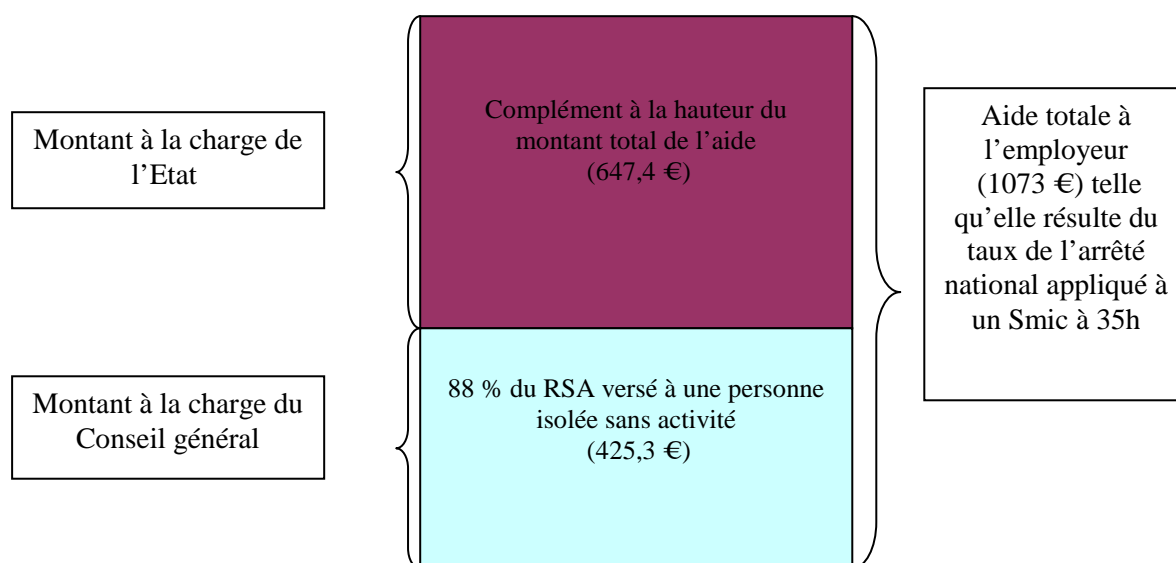 Montant à la charge de
l’Etat
Complément à la hauteur du
montant total de l’aide
(647,4 €)
Aide totale à
l’employeur
(1073 €) telle
qu’elle résulte du
taux de l’arrêté
national appliqué à
un Smic à 35h
Montant à la charge du
Conseil général
88 % du RSA versé à une personne
isolée sans activité
(425,3 €)